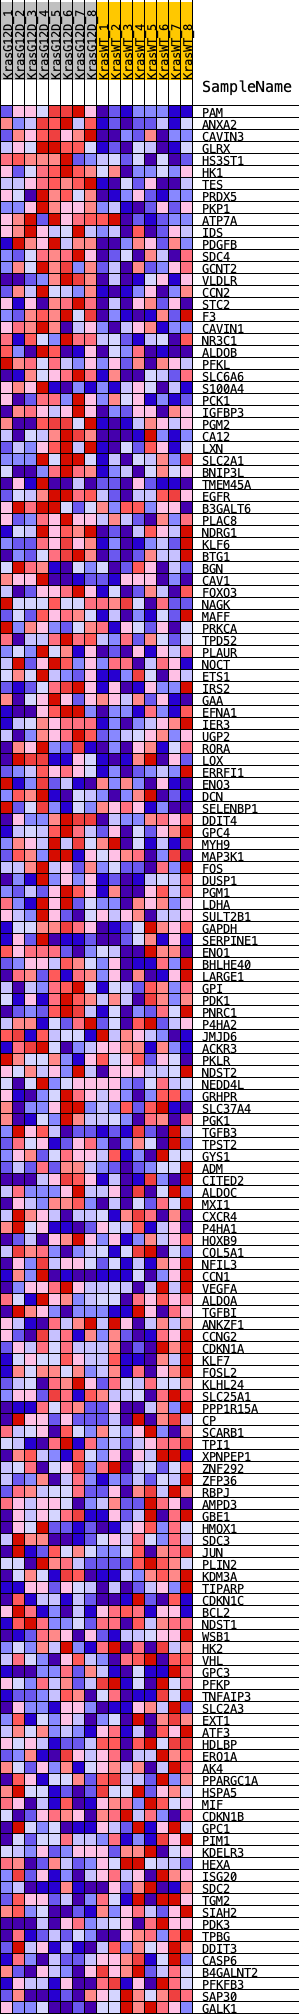 KrasG12D_1
KrasG12D_2
KrasG12D_3
KrasG12D_4
KrasG12D_5
KrasG12D_6
KrasG12D_7
KrasG12D_8
KrasWT_1
KrasWT_2
KrasWT_3
KrasWT_4
KrasWT_5
KrasWT_6
KrasWT_7
KrasWT_8
SampleName
PAM
ANXA2
CAVIN3
GLRX
HS3ST1
HK1
TES
PRDX5
PKP1
ATP7A
IDS
PDGFB
SDC4
GCNT2
VLDLR
CCN2
STC2
F3
CAVIN1
NR3C1
ALDOB
PFKL
SLC6A6
S100A4
PCK1
IGFBP3
PGM2
CA12
LXN
SLC2A1
BNIP3L
TMEM45A
EGFR
B3GALT6
PLAC8
NDRG1
KLF6
BTG1
BGN
CAV1
FOXO3
NAGK
MAFF
PRKCA
TPD52
PLAUR
NOCT
ETS1
IRS2
GAA
EFNA1
IER3
UGP2
RORA
LOX
ERRFI1
ENO3
DCN
SELENBP1
DDIT4
GPC4
MYH9
MAP3K1
FOS
DUSP1
PGM1
LDHA
SULT2B1
GAPDH
SERPINE1
ENO1
BHLHE40
LARGE1
GPI
PDK1
PNRC1
P4HA2
JMJD6
ACKR3
PKLR
NDST2
NEDD4L
GRHPR
SLC37A4
PGK1
TGFB3
TPST2
GYS1
ADM
CITED2
ALDOC
MXI1
CXCR4
P4HA1
HOXB9
COL5A1
NFIL3
CCN1
VEGFA
ALDOA
TGFBI
ANKZF1
CCNG2
CDKN1A
KLF7
FOSL2
KLHL24
SLC25A1
PPP1R15A
CP
SCARB1
TPI1
XPNPEP1
ZNF292
ZFP36
RBPJ
AMPD3
GBE1
HMOX1
SDC3
JUN
PLIN2
KDM3A
TIPARP
CDKN1C
BCL2
NDST1
WSB1
HK2
VHL
GPC3
PFKP
TNFAIP3
SLC2A3
EXT1
ATF3
HDLBP
ERO1A
AK4
PPARGC1A
HSPA5
MIF
CDKN1B
GPC1
PIM1
KDELR3
HEXA
ISG20
SDC2
TGM2
SIAH2
PDK3
TPBG
DDIT3
CASP6
B4GALNT2
PFKFB3
SAP30
GALK1